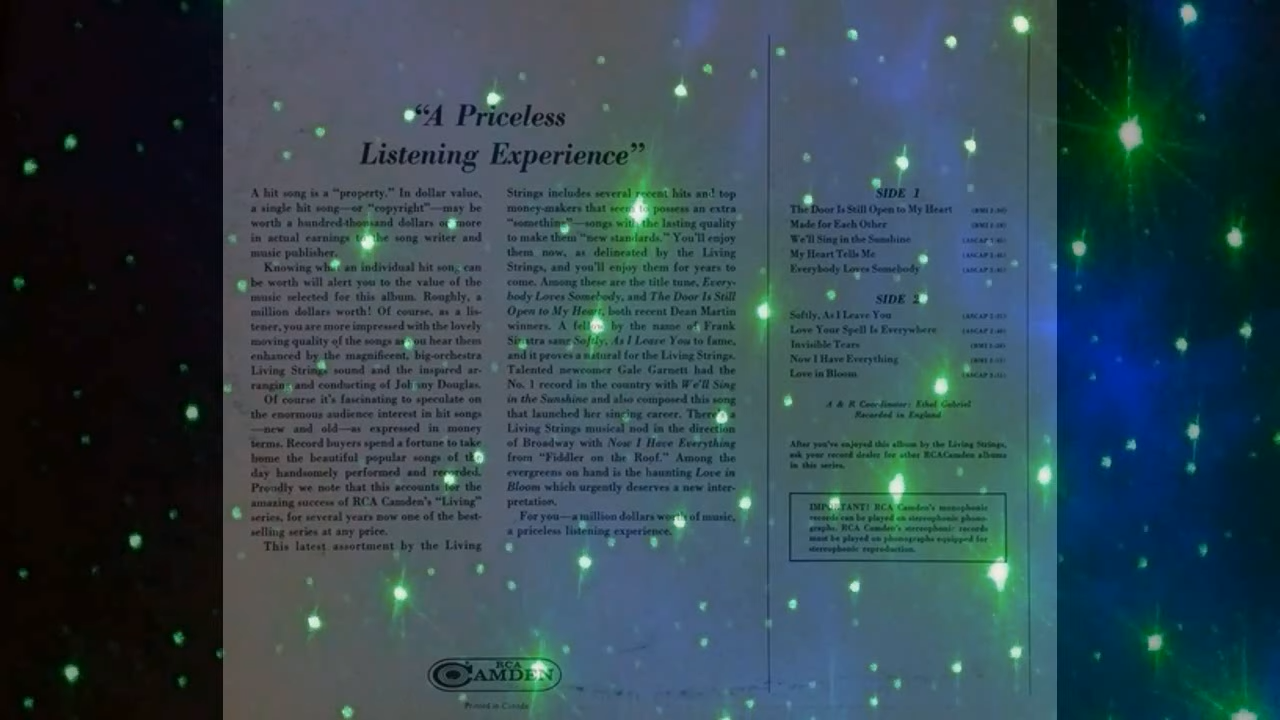 “A Priceless
Listening Experience”
A hit song is a “property.” In dollar value,
a single hit song—or “copyright”—may be
worth a hundred-thousand dollars or more
in actual earnings to the song writer and
music publisher.
Knowing what an individual hit song can
be worth will alert you to the value of the
music selected for this album. Roughly, a
million dollars worth! Of course, as a lis-
tener, you are more impressed with the lovely
moving quality of the songs as you hear them
enhanced by the magnificent, big-orchestra
Living Strings sound and the inspired ar-
ranging and conducting of Johnny Douglas.
Of course it's fascinating to speculate on
the enormous audience interest in hit songs
—new and old—as expressed in money
terms. Record buyers spend a fortune to take
home the beautiful popular songs of the
day handsomely performed and recorded.
Proudly we note that this accounts for the
amazing success of RCA Camden's “Living”
series, for several years now one of the best-
selling series at any price.
This latest assortment by the Living
Strings includes several recent hits and top
money-makers that seem to possess an extra
“something”—songs with the lasting quality
to make them “new standards.” You'll enjoy
them now, as delineated by the Living
Strings, and you'll enjoy them for years to
come. Among these are the title tune, Every-
body Loves Somebody, and The Door Is Still
Open to My Heart, both recent Dean Martin
winners. A fellow by the name of Frank
Sinatra sang Softly, As I Leave You to fame,
and it proves a natural for the Living Strings.
Talented newcomer Gale Garnett had the
No. 1 record in the country with We'll Sing
in the Sunshine and also composed this song
that launched her singing career. There's a
Living Strings musical nod in the direction
of Broadway with Now I Have Everything
from “Fiddler on the Roof.” Among the
evergreens on hand is the haunting Love in
Bloom which urgently deserves a new inter-
pretation.
For you—a million dollars worth of music,
a priceless listening experience.
SIDE 1
The Door Is Still Open to My Heart
Made for Each Other
We'll Sing in the Sunshine
My Heart Tells Me
Everybody Loves Somebody
SIDE 2
Softly, As I Leave You
Love Your Spell Is Everywhere
Invisible Tears
Now I Have Everything
Love in Bloom
A & R Coordinator: Ethel Gabriel
Recorded in England
After you've enjoyed this album by the Living Strings,
ask your record dealer for other RCA Camden albums
in this series.
IMPORTANT! RCA Camden's monophonic
records can be played on stereophonic phono-
graphs. RCA Camden's stereophonic records
must be played on phonographs equipped for
stereophonic reproduction.
RCA
CAMDEN
Printed in Canada